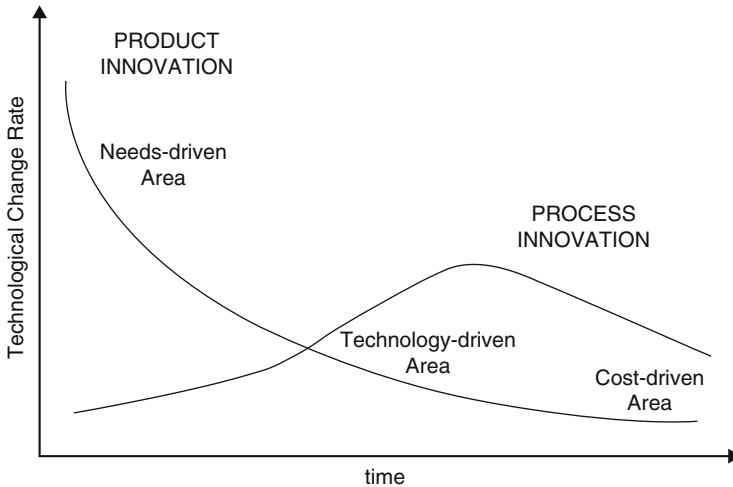 PRODUCT
INNOVATION
Needs-driven
Area
PROCESS
INNOVATION
Technology-driven
Area
Cost-driven
Area
Technological Change Rate
time